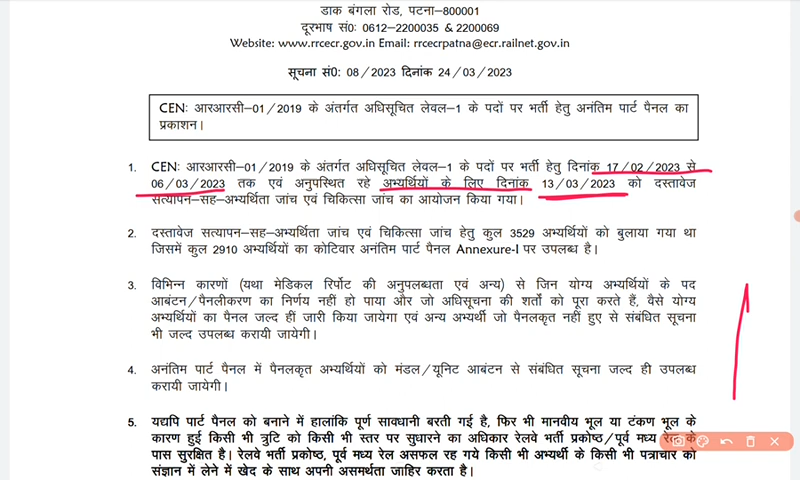 डाक बंगला रोड, पटना-800001
दूरभाष सं0: 0612-2200035 & 2200069
Website: www.rrcecr.gov.in Email: rrcecrpatna@ecr.railnet.gov.in
सूचना सं0: 08/2023 दिनांक 24/03/2023
CEN: आरआरसी-01/2019 के अंतर्गत अधिसूचित लेवल-1 के पदों पर भर्ती हेतु अनंतिम पार्ट पैनल का
प्रकाशन।
1. CEN: आरआरसी-01/2019 के अंतर्गत अधिसूचित लेवल-1 के पदों पर भर्ती हेतु दिनांक 17/02/2023 से
06/03/2023 तक एवं अनुपस्थित रहे अभ्यर्थियों के लिए दिनांक 13/03/2023 को दस्तावेज
सत्यापन-सह-अभ्यर्थिता जांच एवं चिकित्सा जांच का आयोजन किया गया।
2. दस्तावेज सत्यापन-सह-अभ्यर्थिता जांच एवं चिकित्सा जांच हेतु कुल 3529 अभ्यर्थियों को बुलाया गया था
जिसमें कुल 2910 अभ्यर्थियों का कोटिवार अनंतिम पार्ट पैनल Annexure-I पर उपलब्ध है।
3. विभिन्न कारणों (यथा मेडिकल रिर्पोट की अनुपलब्धता एवं अन्य) से जिन योग्य अभ्यर्थियों के पद
आबंटन/पैनलीकरण का निर्णय नहीं हो पाया और जो अधिसूचना की शर्तो को पूरा करते हैं, वैसे योग्य
अभ्यर्थियों का पैनल जल्द हीं जारी किया जायेगा एवं अन्य अभ्यर्थी जो पैनलकृत नहीं हुए से संबंधित सूचना
भी जल्द उपलब्ध करायी जायेगी।
4. अनंतिम पार्ट पैनल में पैनलकृत अभ्यर्थियों को मंडल/यूनिट आबंटन से संबंधित सूचना जल्द ही उपलब्ध
करायी जायेगी।
5. यद्यपि पार्ट पैनल को बनाने में हालांकि पूर्ण सावधानी बरती गई है, फिर भी मानवीय भूल या टंकण भूल के
कारण हुई किसी भी त्रुटि को किसी भी स्तर पर सुधारने का अधिकार रेलवे भर्ती प्रकोष्ठ/पूर्व मध्य रेल के
पास सुरक्षित है। रेलवे भर्ती प्रकोष्ठ, पूर्व मध्य रेल असफल रह गये किसी भी अभ्यर्थी के किसी भी पत्राचार को
संज्ञान में लेने में खेद के साथ अपनी असमर्थता जाहिर करता है।